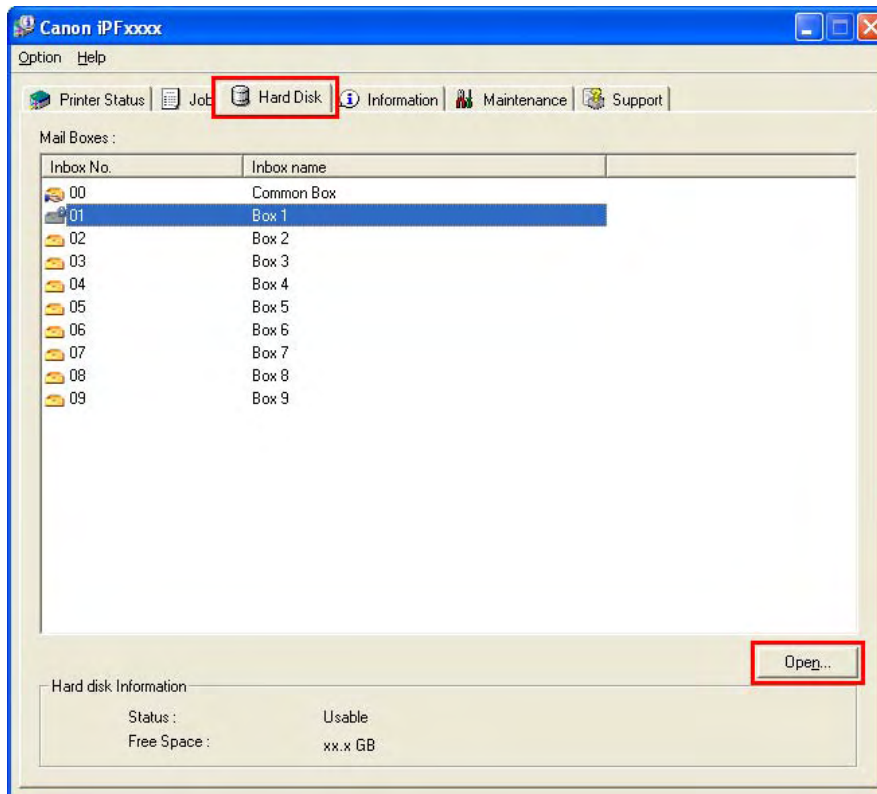 Canon iPFxxxx
Option Help
Printer Status Job Hard Disk Information Maintenance Support
Mail Boxes :
Inbox No. Inbox name
00 Common Box
01 Box 1
02 Box 2
03 Box 3
04 Box 4
05 Box 5
06 Box 6
07 Box 7
08 Box 8
09 Box 9
Open...
Hard disk Information
Status : Usable
Free Space : xx.x GB